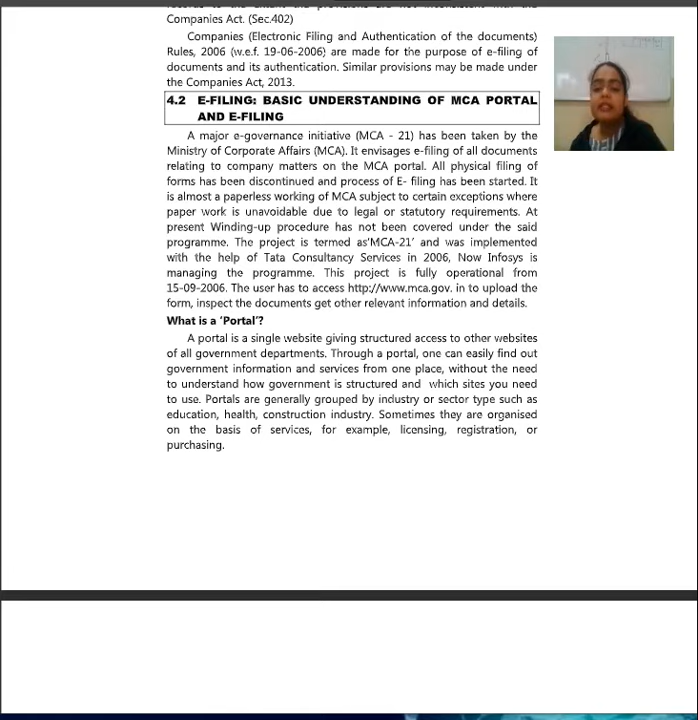 Companies Act. (Sec.402)
Companies (Electronic Filing and Authentication of the documents)
Rules, 2006 (w.e.f. 19-06-2006) are made for the purpose of e-filing of
documents and its authentication. Similar provisions may be made under
the Companies Act, 2013.
4.2 E-FILING: BASIC UNDERSTANDING OF MCA PORTAL
AND E-FILING
A major e-governance initiative (MCA - 21) has been taken by the
Ministry of Corporate Affairs (MCA). It envisages e-filing of all documents
relating to company matters on the MCA portal. All physical filing of
forms has been discontinued and process of E- filing has been started. It
is almost a paperless working of MCA subject to certain exceptions where
paper work is unavoidable due to legal or statutory requirements. At
present Winding-up procedure has not been covered under the said
programme. The project is termed as'MCA-21' and was implemented
with the help of Tata Consultancy Services in 2006, Now Infosys is
managing the programme. This project is fully operational from
15-09-2006. The user has to access http://www.mca.gov. in to upload the
form, inspect the documents get other relevant information and details.
What is a 'Portal'?
A portal is a single website giving structured access to other websites
of all government departments. Through a portal, one can easily find out
government information and services from one place, without the need
to understand how government is structured and which sites you need
to use. Portals are generally grouped by industry or sector type such as
education, health, construction industry. Sometimes they are organised
on the basis of services, for example, licensing, registration, or
purchasing.